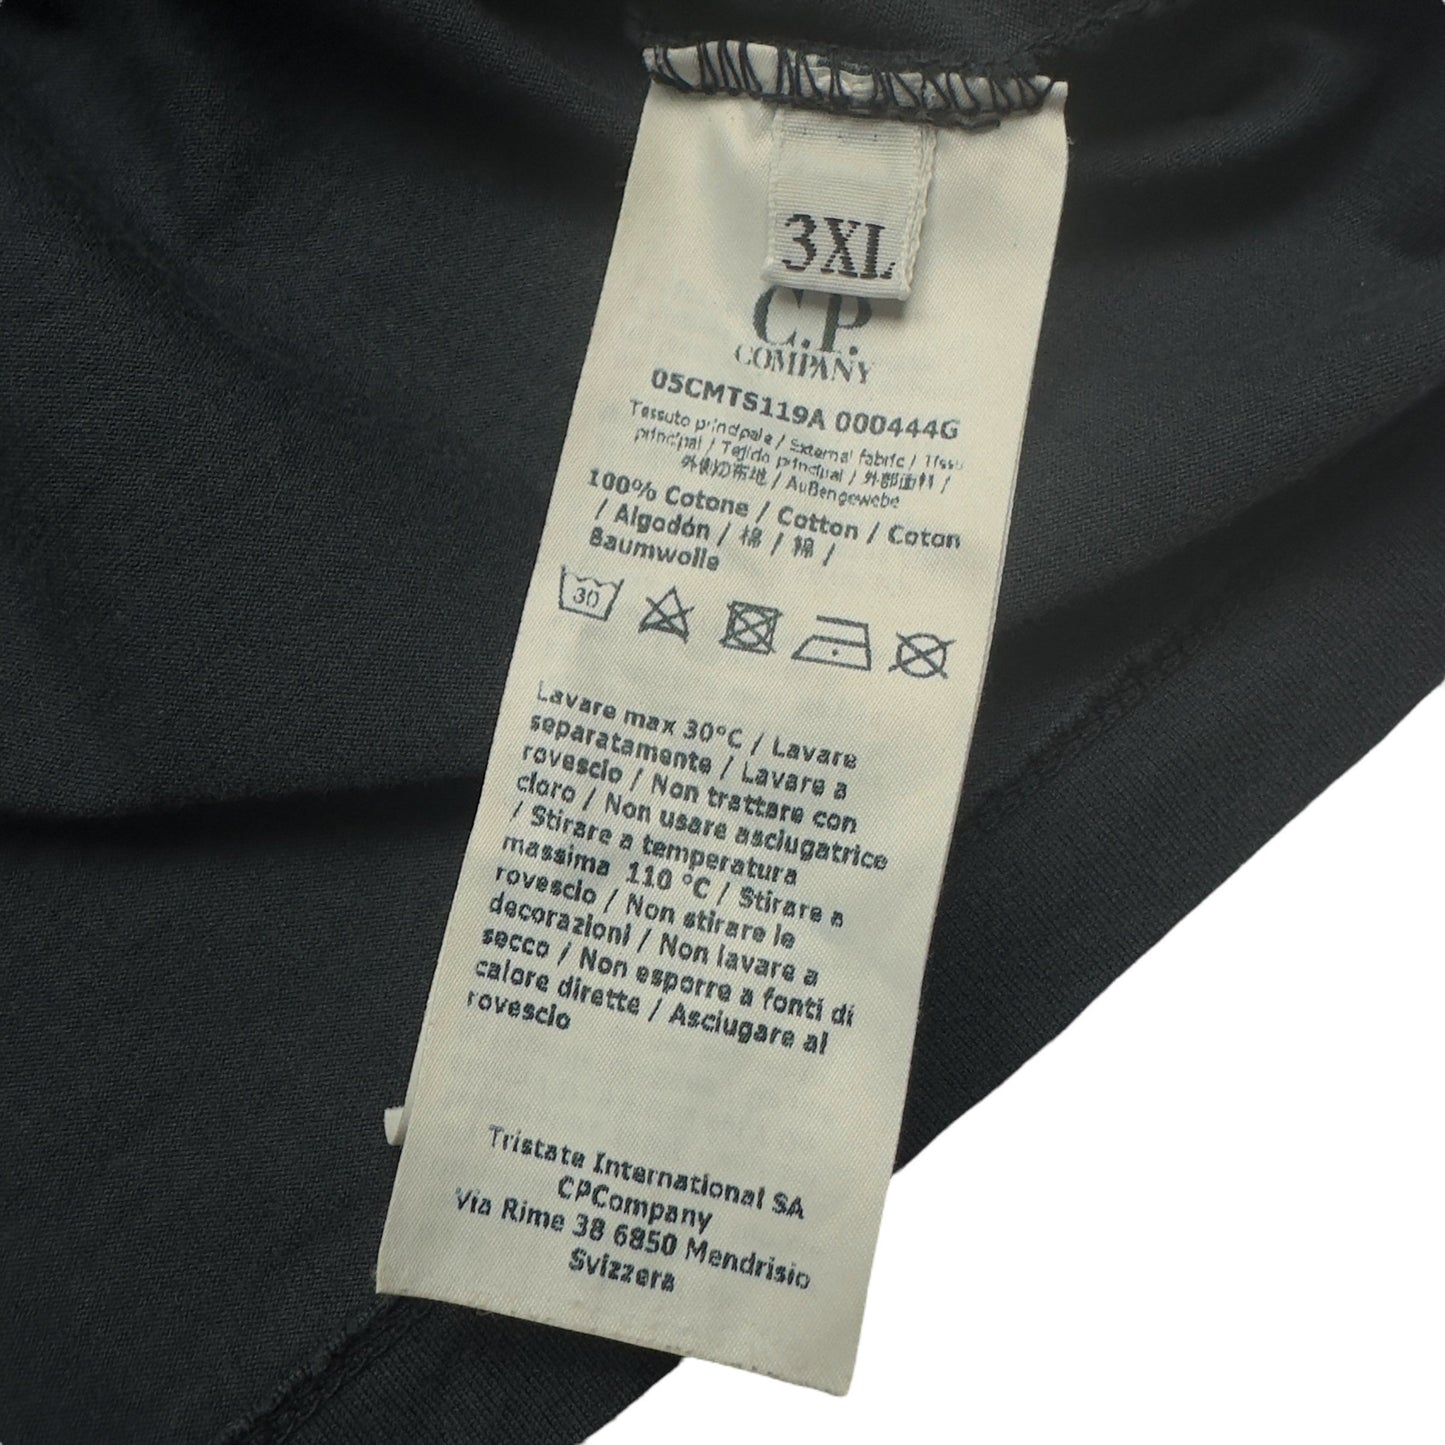 3XL
C.P.
COMPANY
05CMTS119A 000444G
Tessuto principale / External fabric / Tissu
principal / Tejido principal / 外部面料 /
外側の布地 / Außengewebe
100% Cotone / Cotton / Coton
/ Algodón / 棉 / 綿 /
Baumwolle
30
Lavare max 30°C / Lavare
separatamente / Lavare a
rovescio / Non trattare con
cloro / Non usare asciugatrice
/ Stirare a temperatura
massima 110 °C / Stirare a
rovescio / Non stirare le
decorazioni / Non lavare a
secco / Non esporre a fonti di
calore dirette / Asciugare al
rovescio
Tristate International SA
CPCompany
Via Rime 38 6850 Mendrisio
Svizzera